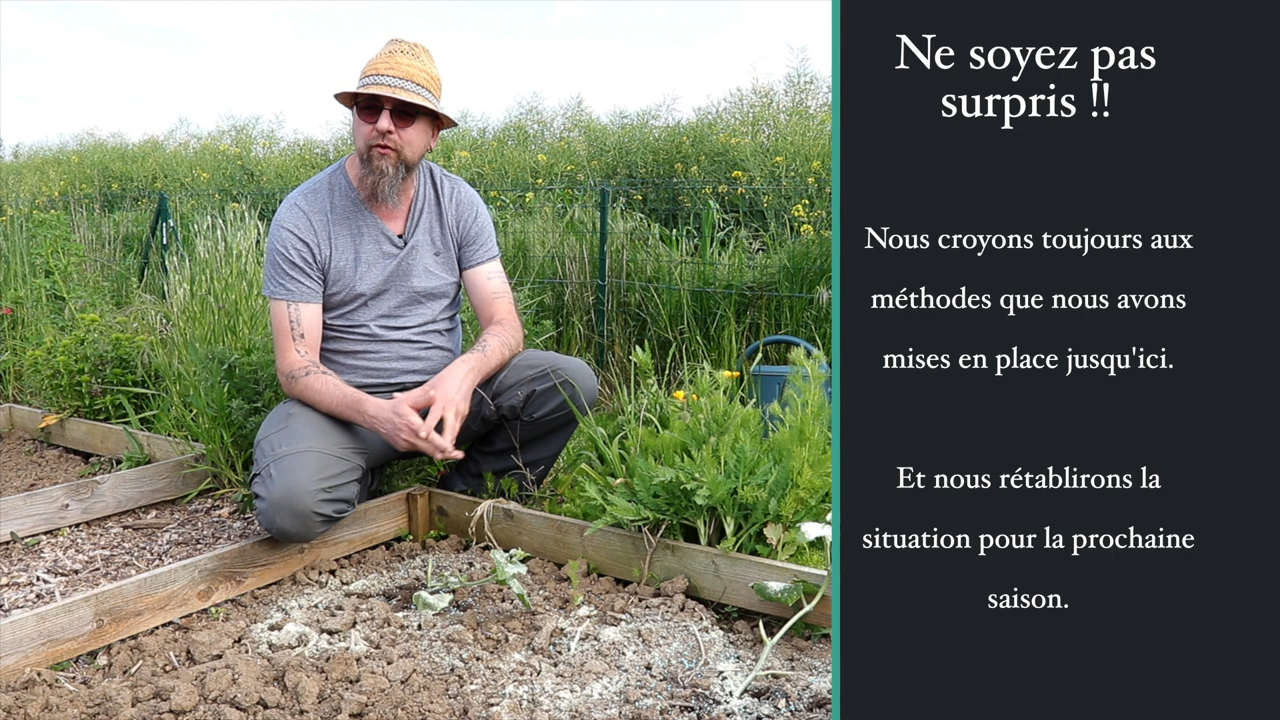 Ne soyez pas
surpris !!
Nous croyons toujours aux
méthodes que nous avons
mises en place jusqu'ici.
Et nous rétablirons la
situation pour la prochaine
saison.